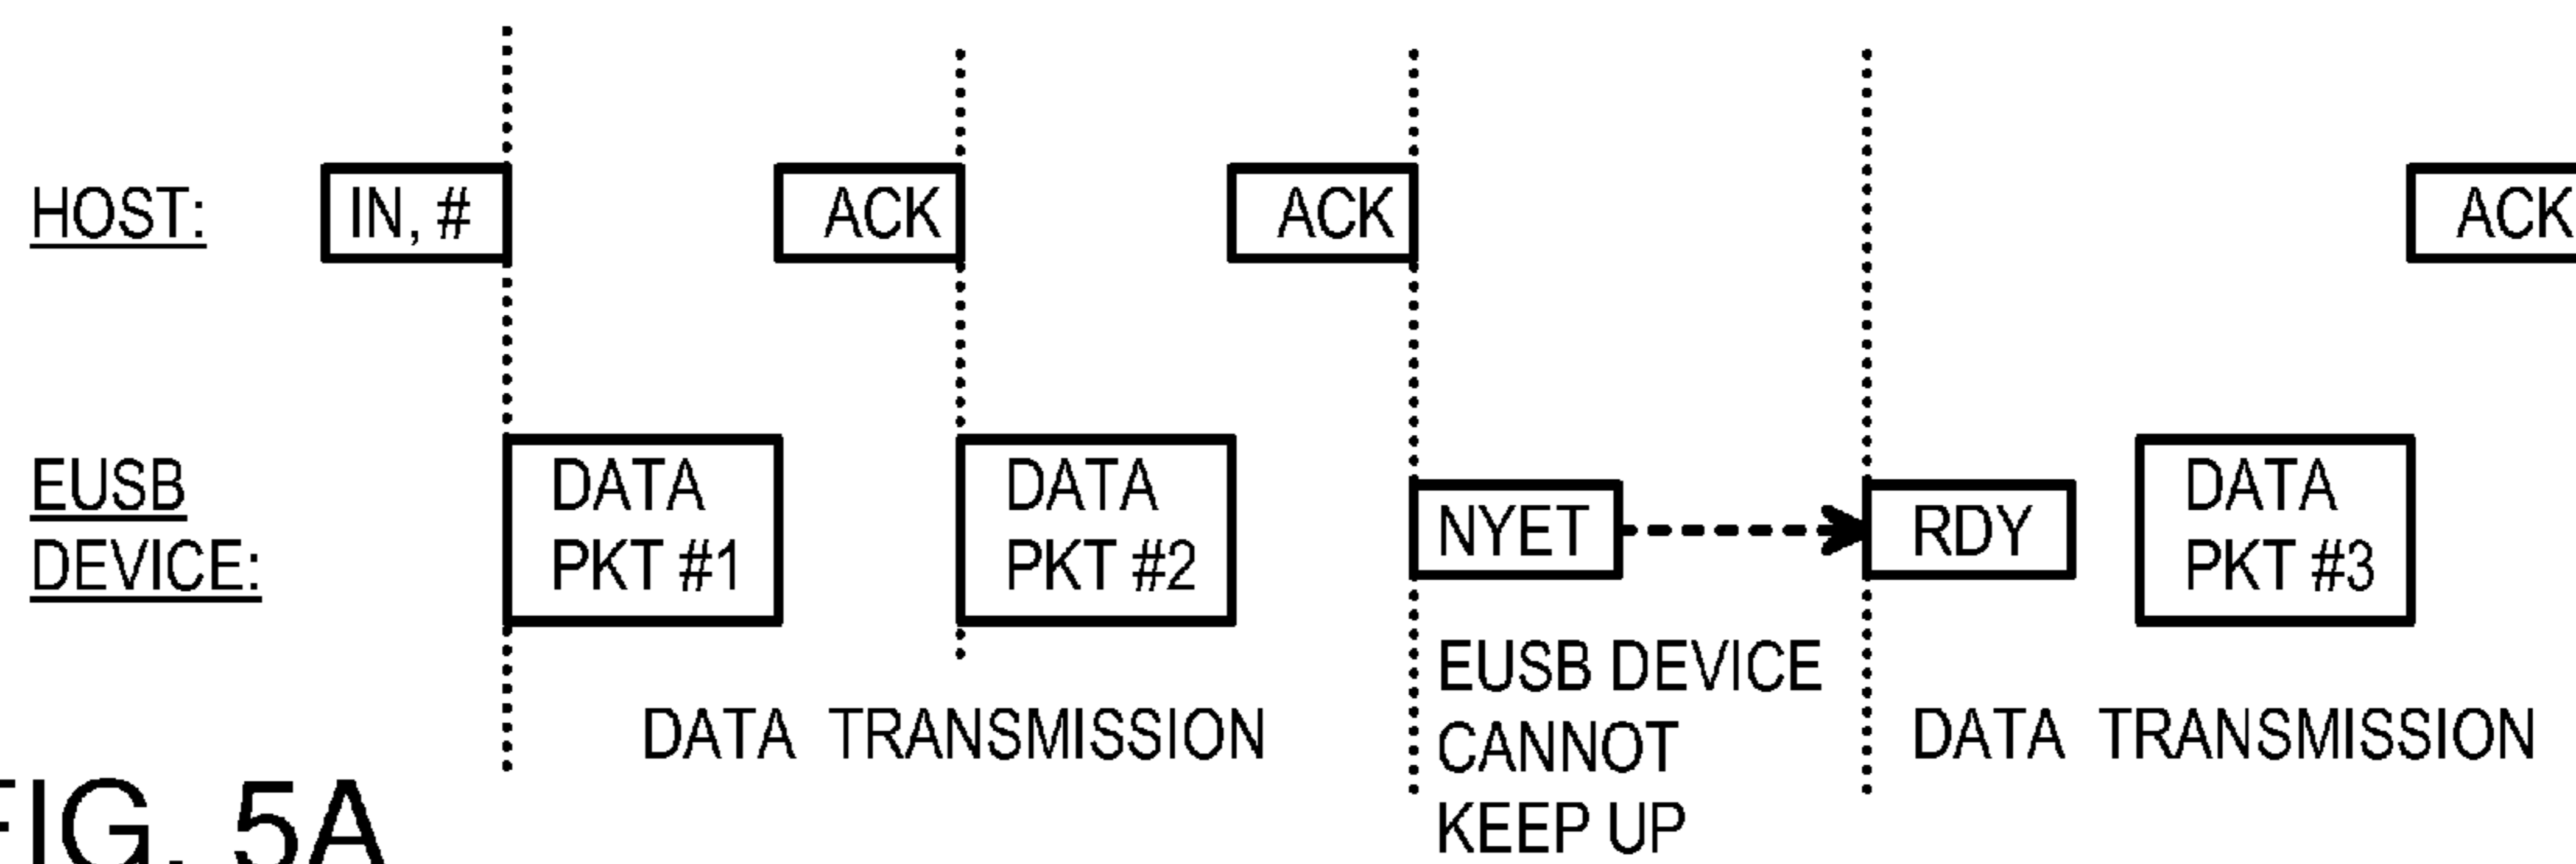 HOST: IN, # ACK ACK ACK
EUSB DEVICE:
DATA PKT #1
DATA PKT #2
NYET
RDY
DATA PKT #3
EUSB DEVICE
CANNOT
KEEP UP
DATA TRANSMISSION
DATA TRANSMISSION
FIG. 5A